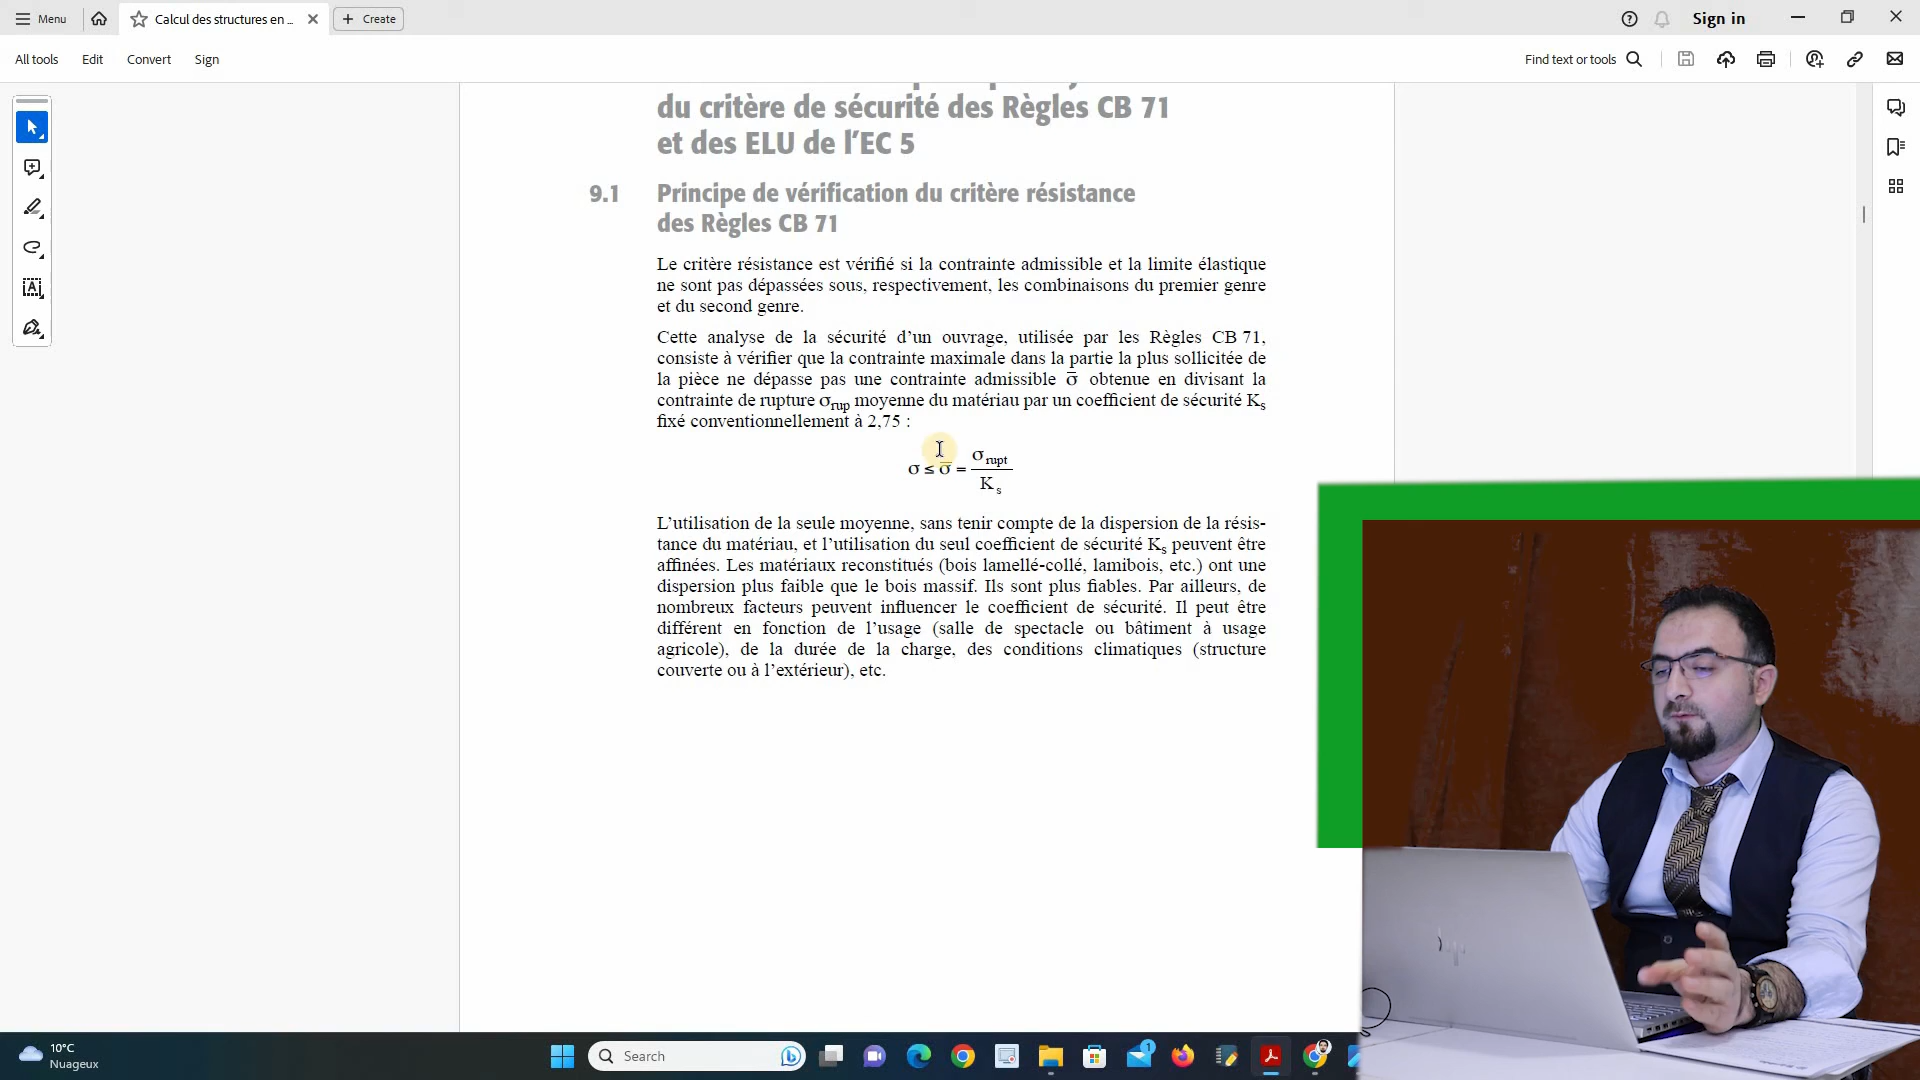 Menu
Calcul des structures en ...
Create
Sign in
All tools
Edit
Convert
Sign
Find text or tools
du critère de sécurité des Règles CB 71
et des ELU de l'EC 5
9.1 Principe de vérification du critère résistance
des Règles CB 71
Le critère résistance est vérifié si la contrainte admissible et la limite élastique
ne sont pas dépassées sous, respectivement, les combinaisons du premier genre
et du second genre.
Cette analyse de la sécurité d'un ouvrage, utilisée par les Règles CB 71,
consiste à vérifier que la contrainte maximale dans la partie la plus sollicitée de
la pièce ne dépasse pas une contrainte admissible σ̅ obtenue en divisant la
contrainte de rupture σrup moyenne du matériau par un coefficient de sécurité Ks
fixé conventionnellement à 2,75 :
σ ≤ σ̅ = σrupt
Ks
L'utilisation de la seule moyenne, sans tenir compte de la dispersion de la résis-
tance du matériau, et l'utilisation du seul coefficient de sécurité Ks peuvent être
affinées. Les matériaux reconstitués (bois lamellé-collé, lamibois, etc.) ont une
dispersion plus faible que le bois massif. Ils sont plus fiables. Par ailleurs, de
nombreux facteurs peuvent influencer le coefficient de sécurité. Il peut être
différent en fonction de l'usage (salle de spectacle ou bâtiment à usage
agricole), de la durée de la charge, des conditions climatiques (structure
couverte ou à l'extérieur), etc.
10°C
Nuageux
Search
1